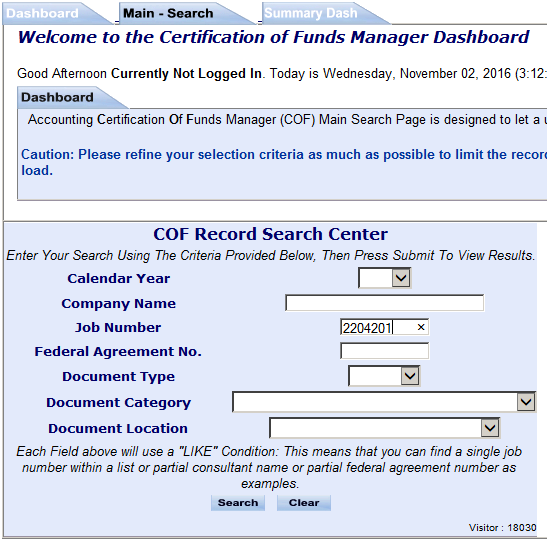 Dashboard Main - Search Summary Dash
Welcome to the Certification of Funds Manager Dashboard
Good Afternoon Currently Not Logged In. Today is Wednesday, November 02, 2016 (3:12:
Dashboard
Accounting Certification Of Funds Manager (COF) Main Search Page is designed to let a u
Caution: Please refine your selection criteria as much as possible to limit the record
load.
COF Record Search Center
Enter Your Search Using The Criteria Provided Below, Then Press Submit To View Results.
Calendar Year
Company Name
Job Number 2204201 ×
Federal Agreement No.
Document Type
Document Category
Document Location
Each Field above will use a "LIKE" Condition: This means that you can find a single job
number within a list or partial consultant name or partial federal agreement number as
examples.
Search Clear
Visitor : 18030